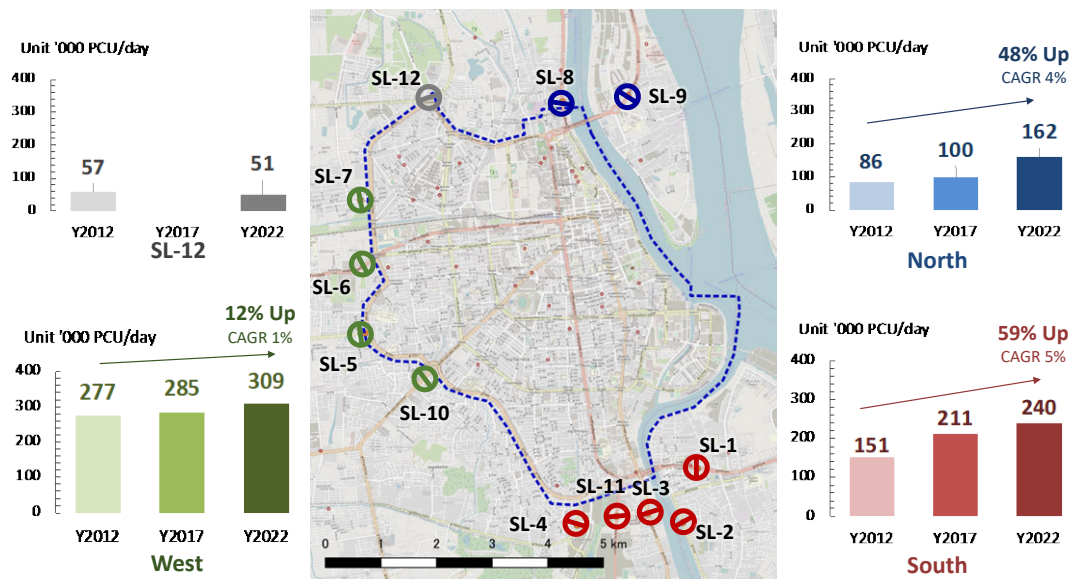 Unit '000 PCU/day
400
300
200
100
0
57
51
Y2012
Y2017
Y2022
SL-12
Unit '000 PCU/day
12% Up
CAGR 1%
400
300
200
100
0
277
285
309
Y2012
Y2017
Y2022
West
SL-12
SL-8
SL-9
SL-7
SL-6
SL-5
SL-10
SL-1
SL-11
SL-3
SL-4
SL-2
0
1
2
3
4
5 km
Unit '000 PCU/day
48% Up
CAGR 4%
400
300
200
100
0
86
100
162
Y2012
Y2017
Y2022
North
Unit '000 PCU/day
59% Up
CAGR 5%
400
300
200
100
0
151
211
240
Y2012
Y2017
Y2022
South